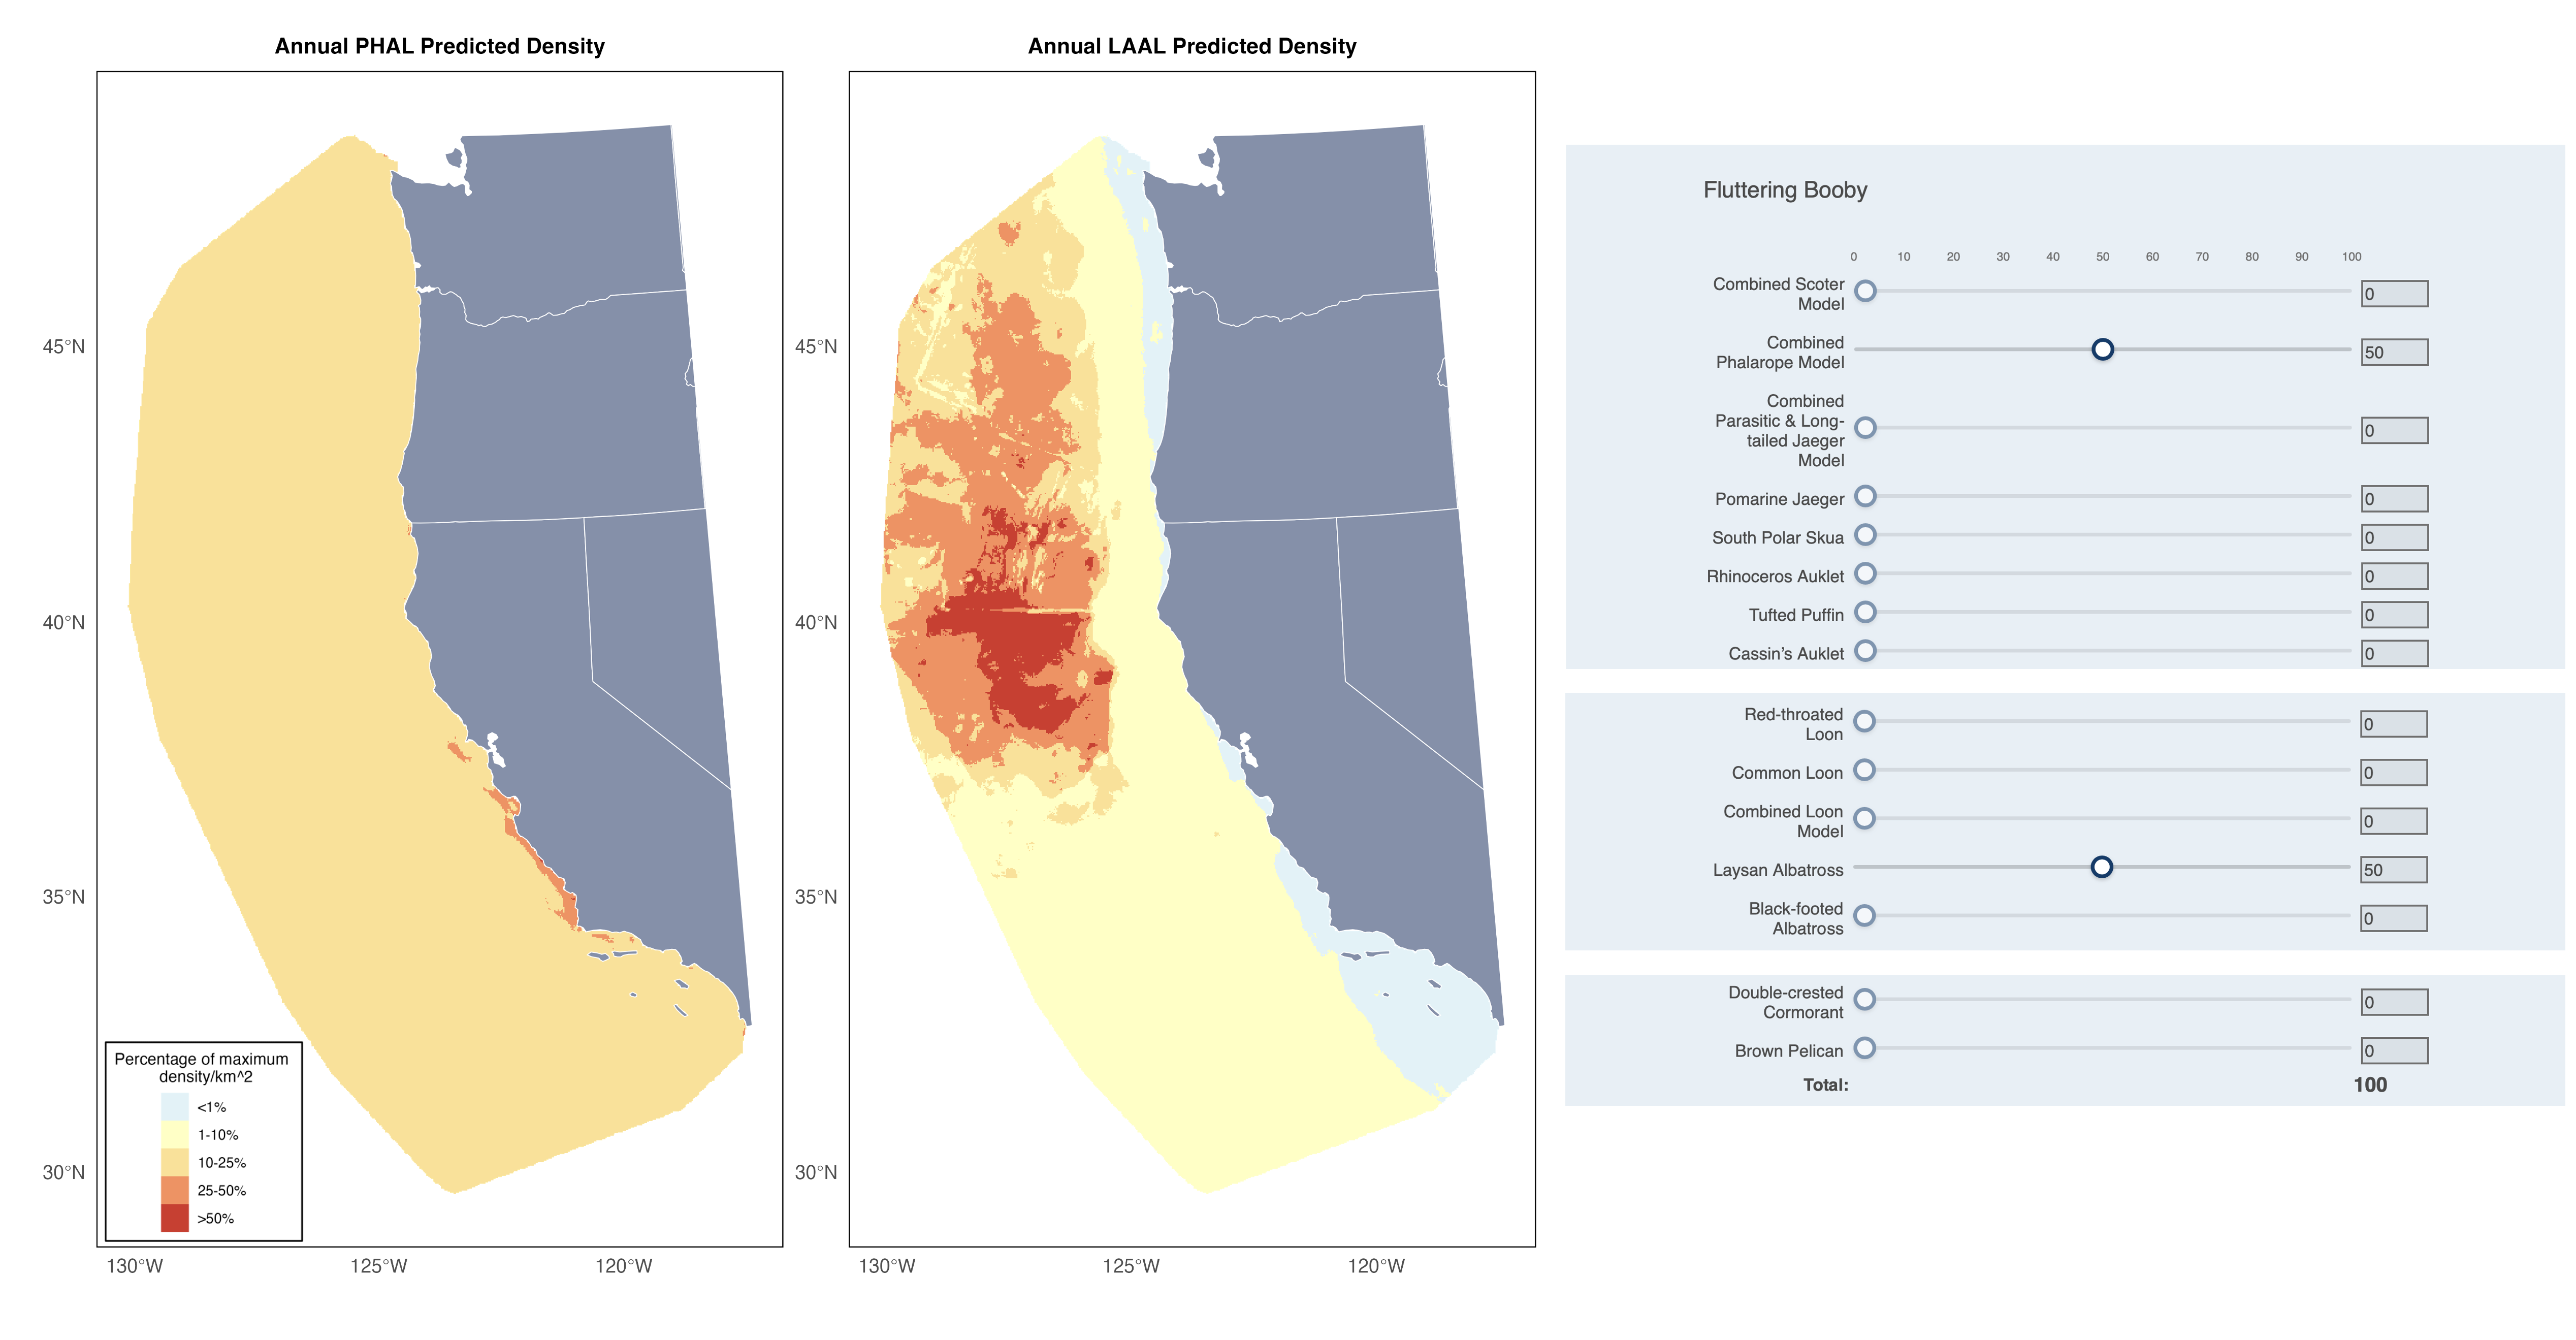 Annual PHAL Predicted Density
45°N
40°N
35°N
30°N
130°W 125°W 120°W
Percentage of maximum
density/km^2
<1%
1-10%
10-25%
25-50%
>50%
Annual LAAL Predicted Density
45°N
40°N
35°N
30°N
130°W 125°W 120°W
Fluttering Booby
0 10 20 30 40 50 60 70 80 90 100
Combined Scoter
Model
0
Combined
Phalarope Model
50
Combined
Parasitic & Long-
tailed Jaeger
Model
0
Pomarine Jaeger 0
South Polar Skua 0
Rhinoceros Auklet 0
Tufted Puffin 0
Cassin’s Auklet 0
Red-throated
Loon
0
Common Loon 0
Combined Loon
Model
0
Laysan Albatross 50
Black-footed
Albatross
0
Double-crested
Cormorant
0
Brown Pelican 0
Total: 100